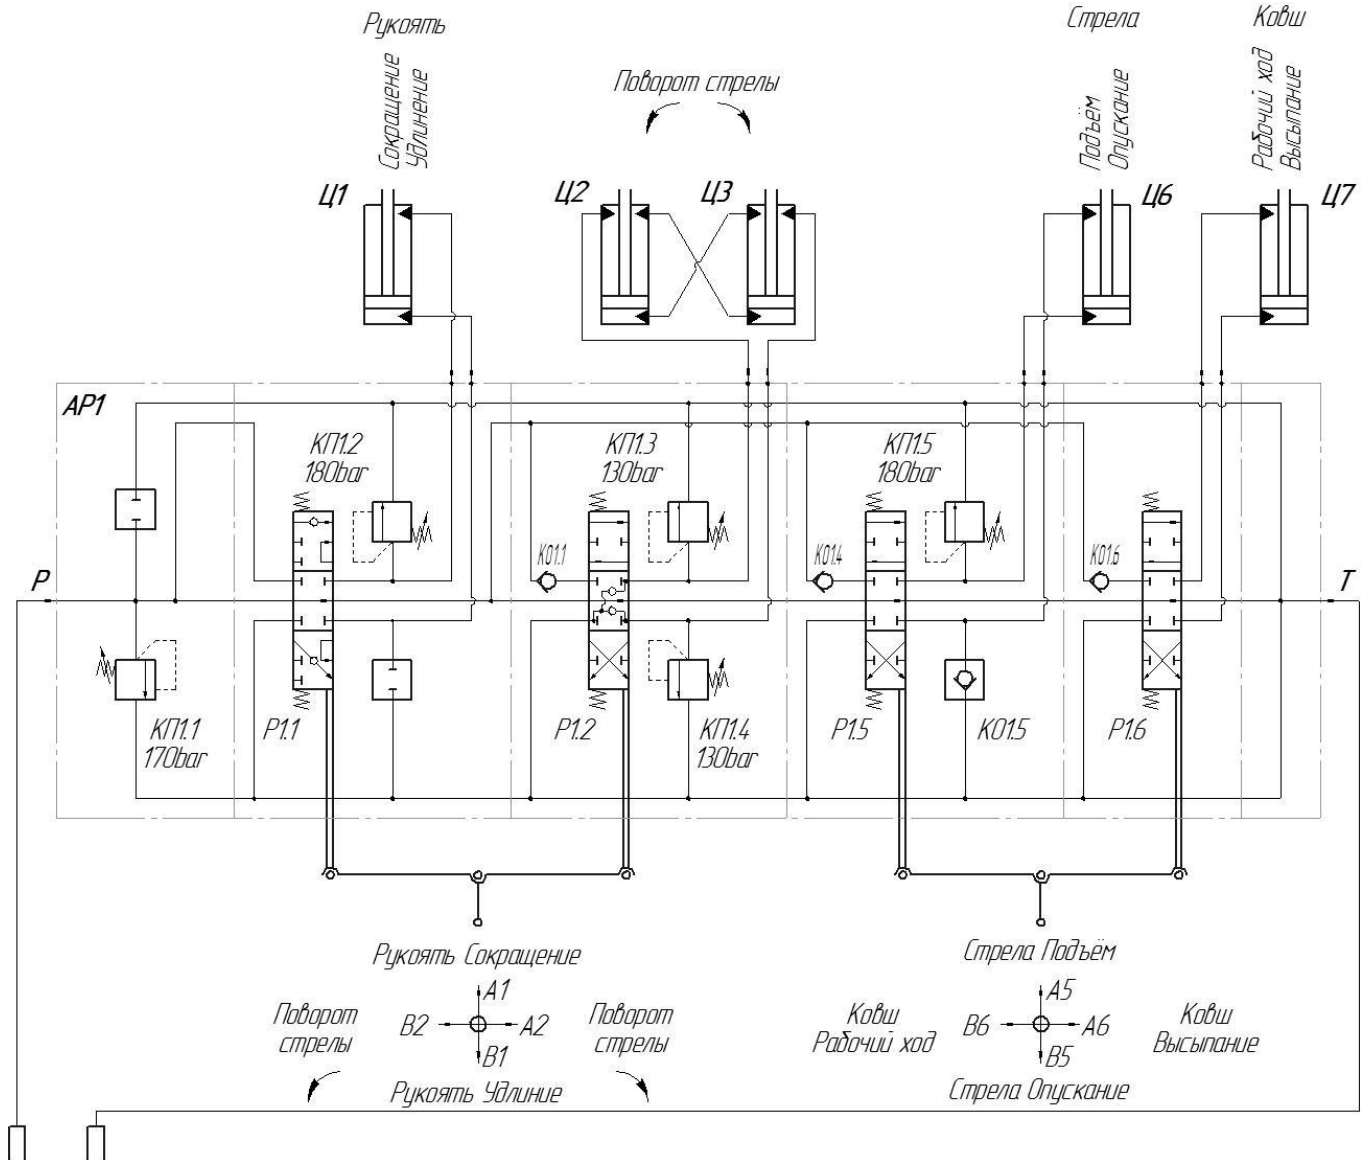 Рукоять
Сокращение
Удлинение
Поворот стрелы
Стрела
Подъём
Опускание
Ковш
Рабочий ход
Высыпание
Ц1
Ц2
Ц3
Ц6
Ц7
АР1
КП1.2
180bar
КП1.3
130bar
КП1.5
180bar
КО1.1
КО1.4
КО1.6
Р
Т
КП1.1
170bar
Р1.1
Р1.2
КП1.4
130bar
Р1.5
КО1.5
Р1.6
Рукоять Сокращение
А1
Поворот
стрелы
В2
А2
Поворот
стрелы
В1
Рукоять Удлиние
Стрела Подъём
А5
Ковш
Рабочий ход
В6
А6
Ковш
Высыпание
В5
Стрела Опускание